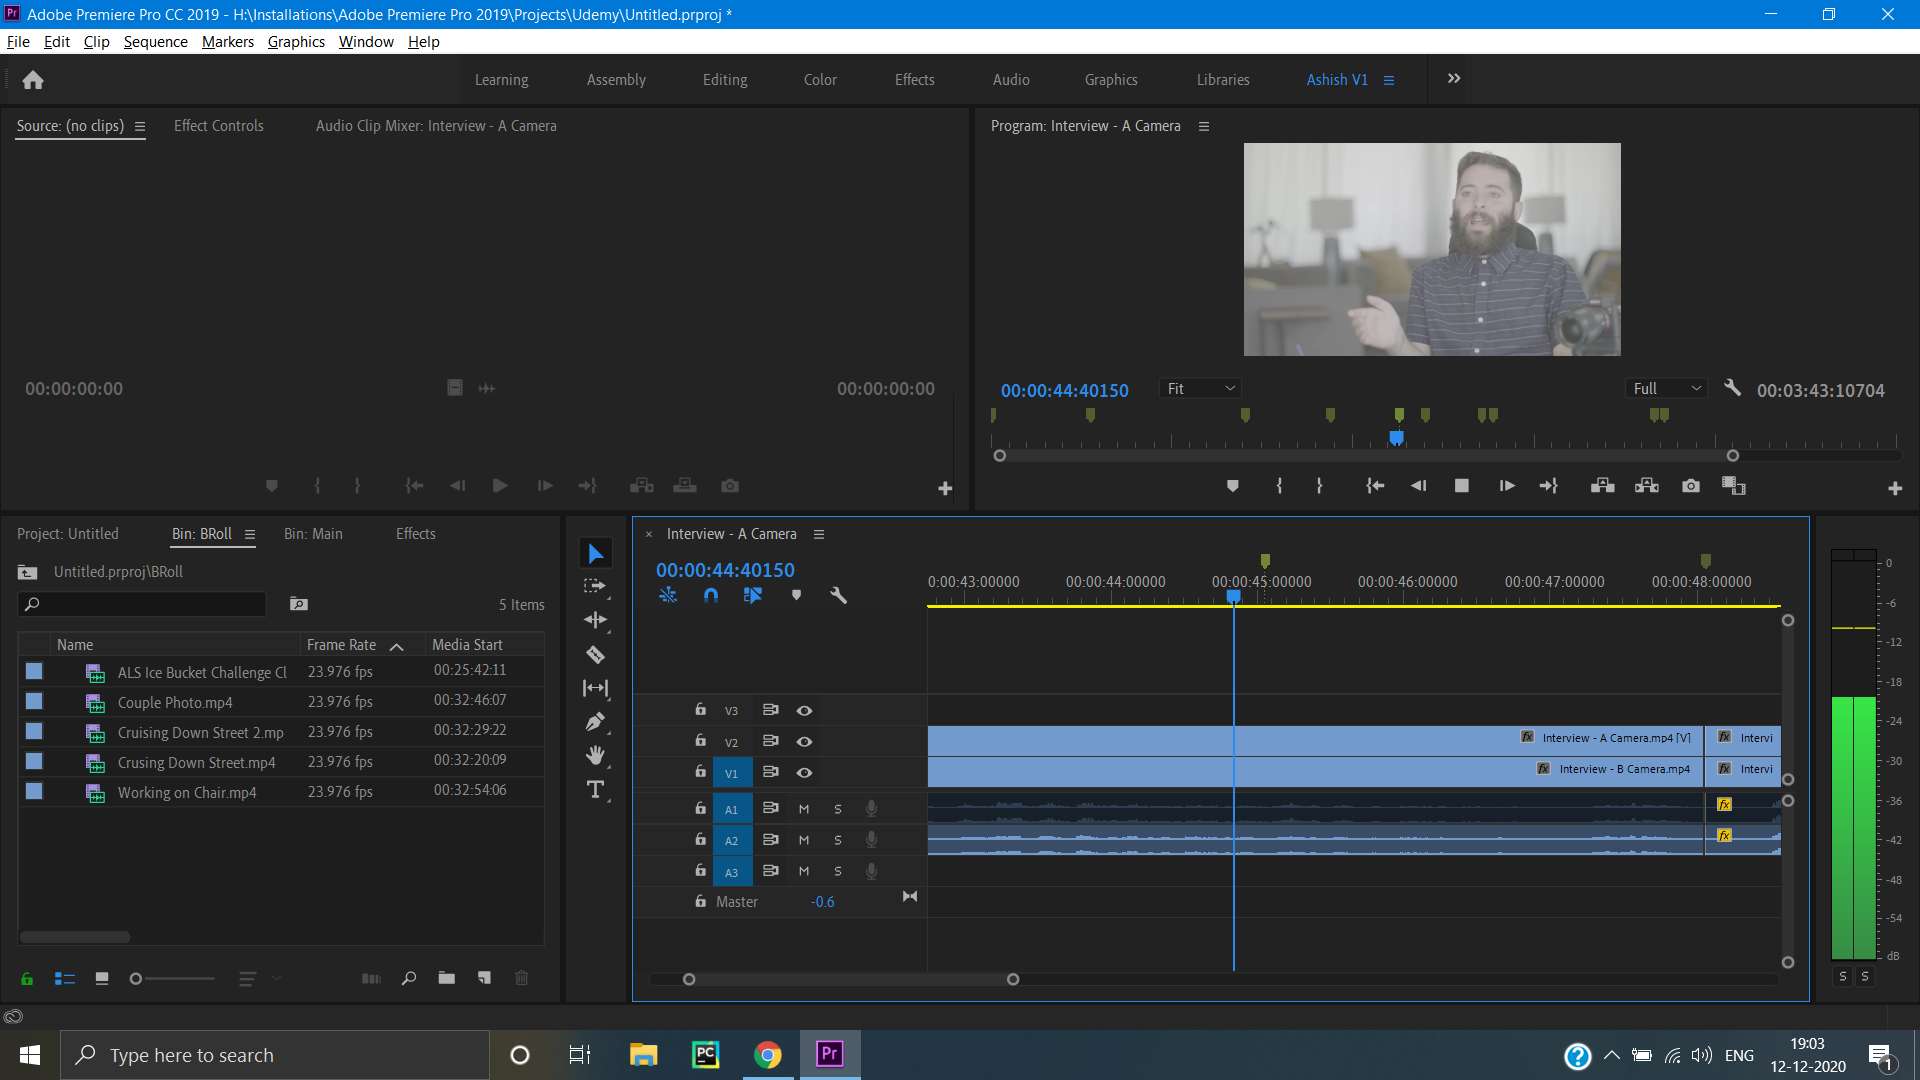 Pr Adobe Premiere Pro CC 2019 - H:\Installations\Adobe Premiere Pro 2019\Projects\Udemy\Untitled.prproj *
File Edit Clip Sequence Markers Graphics Window Help
Learning Assembly Editing Color Effects Audio Graphics Libraries Ashish V1
Source: (no clips) Effect Controls Audio Clip Mixer: Interview - A Camera
Program: Interview - A Camera
00:00:00:00 00:00:00:00
00:00:44:40150 Fit Full 00:03:43:10704
Project: Untitled Bin: BRoll Bin: Main Effects
Untitled.prproj\BRoll
5 Items
Name Frame Rate Media Start
ALS Ice Bucket Challenge Cl 23.976 fps 00:25:42:11
Couple Photo.mp4 23.976 fps 00:32:46:07
Cruising Down Street 2.mp 23.976 fps 00:32:29:22
Crusing Down Street.mp4 23.976 fps 00:32:20:09
Working on Chair.mp4 23.976 fps 00:32:54:06
× Interview - A Camera
00:00:44:40150
0:00:43:00000 00:00:44:00000 00:00:45:00000 00:00:46:00000 00:00:47:00000 00:00:48:00000
V3
V2 fx Interview - A Camera.mp4 [V] fx Intervi
V1 fx Interview - B Camera.mp4 fx Intervi
A1 M S fx
A2 M S fx
A3 M S
Master -0.6
0
-6
-12
-18
-24
-30
-36
-42
-48
-54
dB
S S
Type here to search
PC
Pr
ENG
19:03
12-12-2020
1